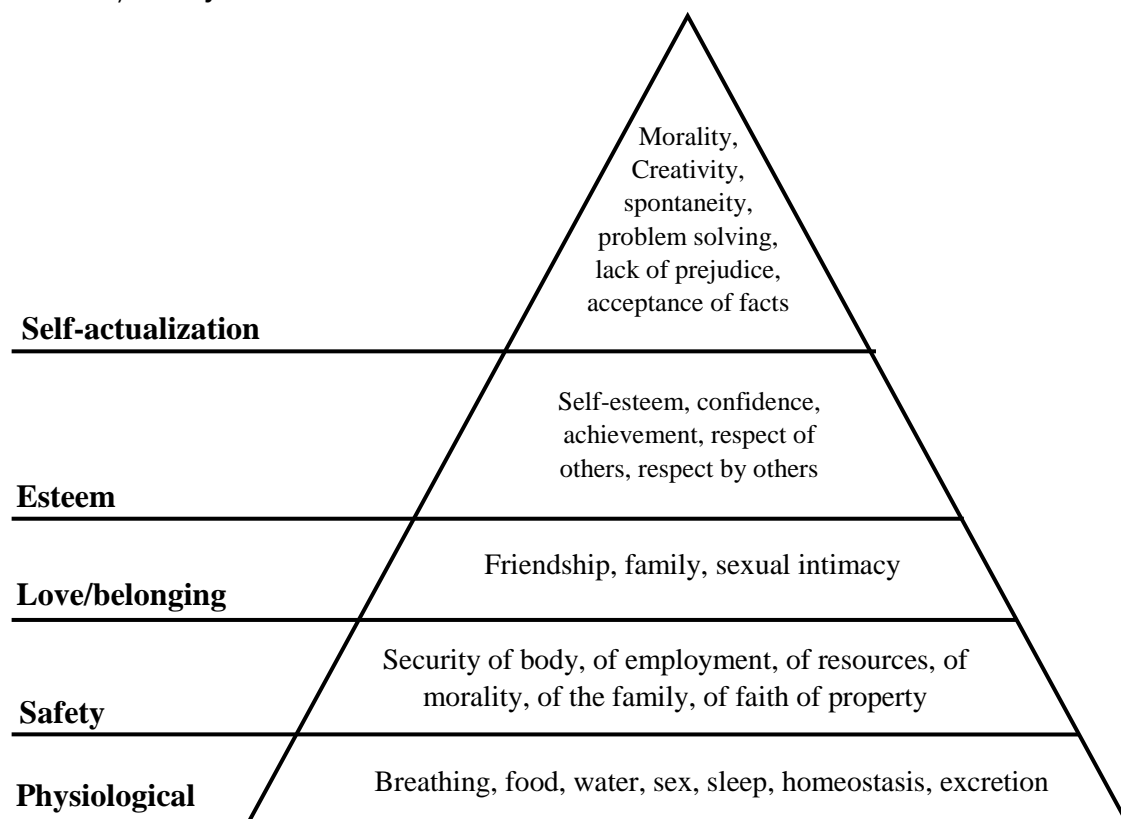 Morality,
Creativity,
spontaneity,
problem solving,
lack of prejudice,
acceptance of facts
Self-actualization
Self-esteem, confidence,
achievement, respect of
others, respect by others
Esteem
Friendship, family, sexual intimacy
Love/belonging
Security of body, of employment, of resources, of
morality, of the family, of faith of property
Safety
Breathing, food, water, sex, sleep, homeostasis, excretion
Physiological